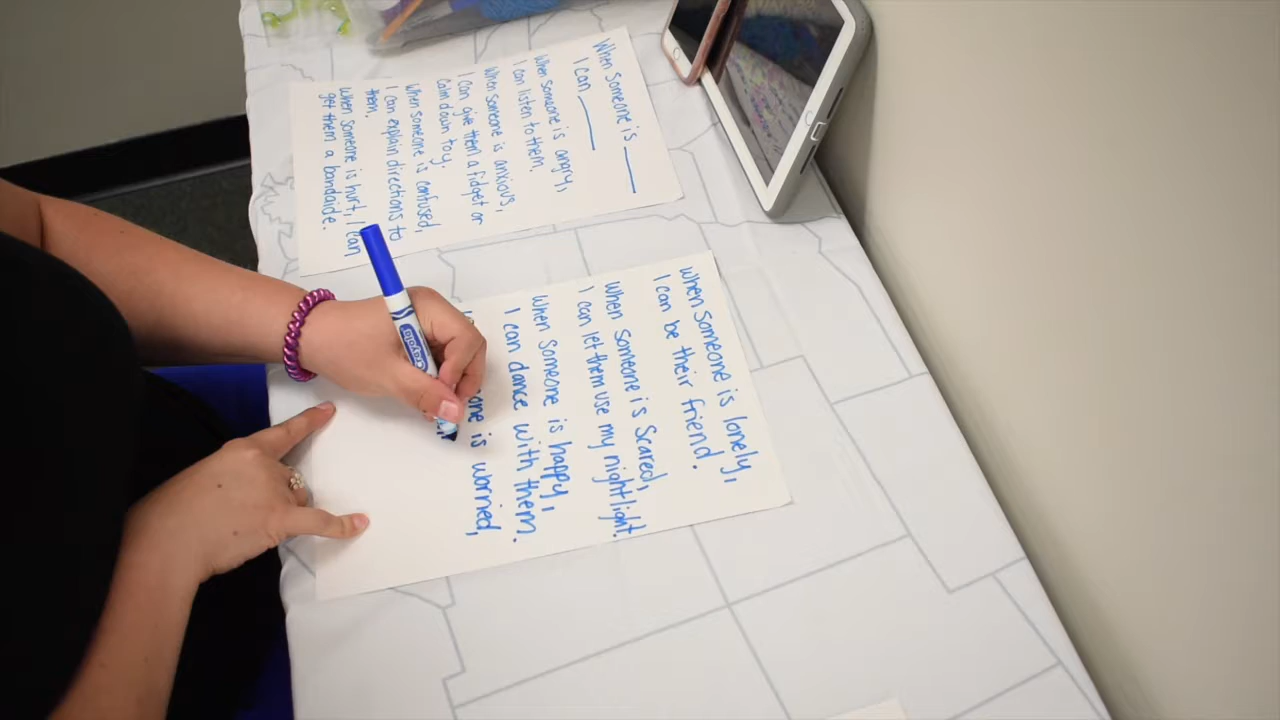 When someone is ____
I can ____
When someone is angry,
I can listen to them.
When someone is anxious,
I can give them a fidget or
calm down toy.
When someone is confused,
I can explain directions to
them.
When someone is hurt, I can
get them a bandaide.
When someone is lonely,
I can be their friend.
When someone is scared,
I can let them use my nightlight.
When someone is happy,
I can dance with them.
is worried,
Crayola